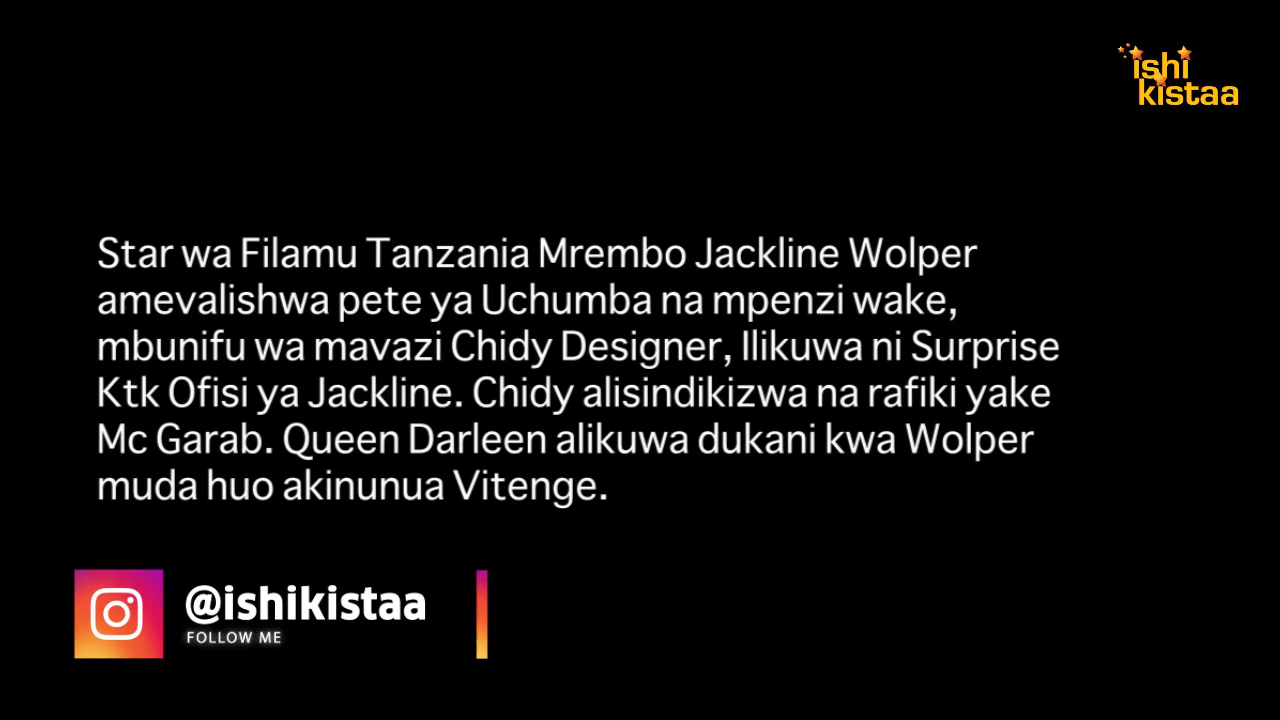 ishi
kistaa
Star wa Filamu Tanzania Mrembo Jackline Wolper
amevalishwa pete ya Uchumba na mpenzi wake,
mbunifu wa mavazi Chidy Designer, Ilikuwa ni Surprise
Ktk Ofisi ya Jackline. Chidy alisindikizwa na rafiki yake
Mc Garab. Queen Darleen alikuwa dukani kwa Wolper
muda huo akinunua Vitenge.
@ishikistaa
FOLLOW ME